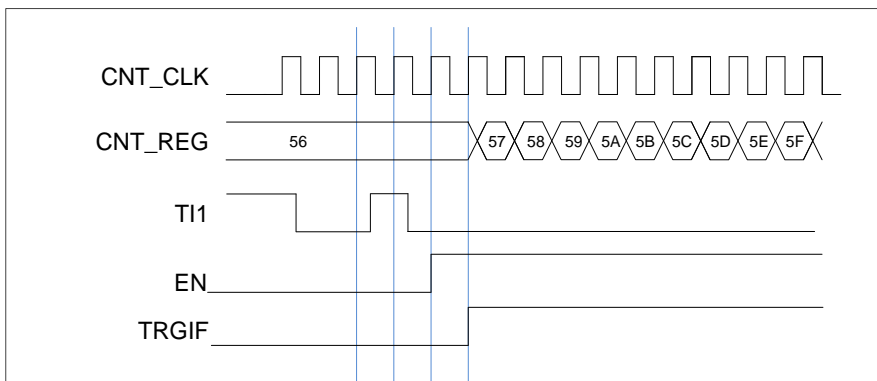 CNT_CLK
CNT_REG 56 57 58 59 5A 5B 5C 5D 5E 5F
TI1
EN
TRGIF